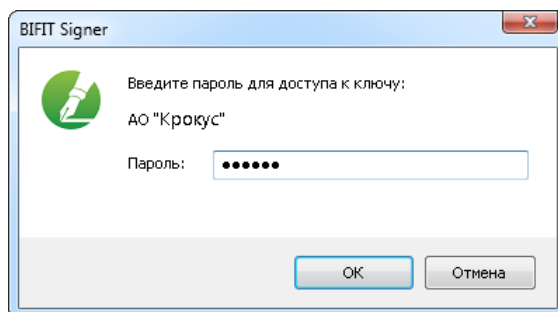 BIFIT Signer
Введите пароль для доступа к ключу:
АО "Крокус"
Пароль: ●●●●●●
ОК
Отмена